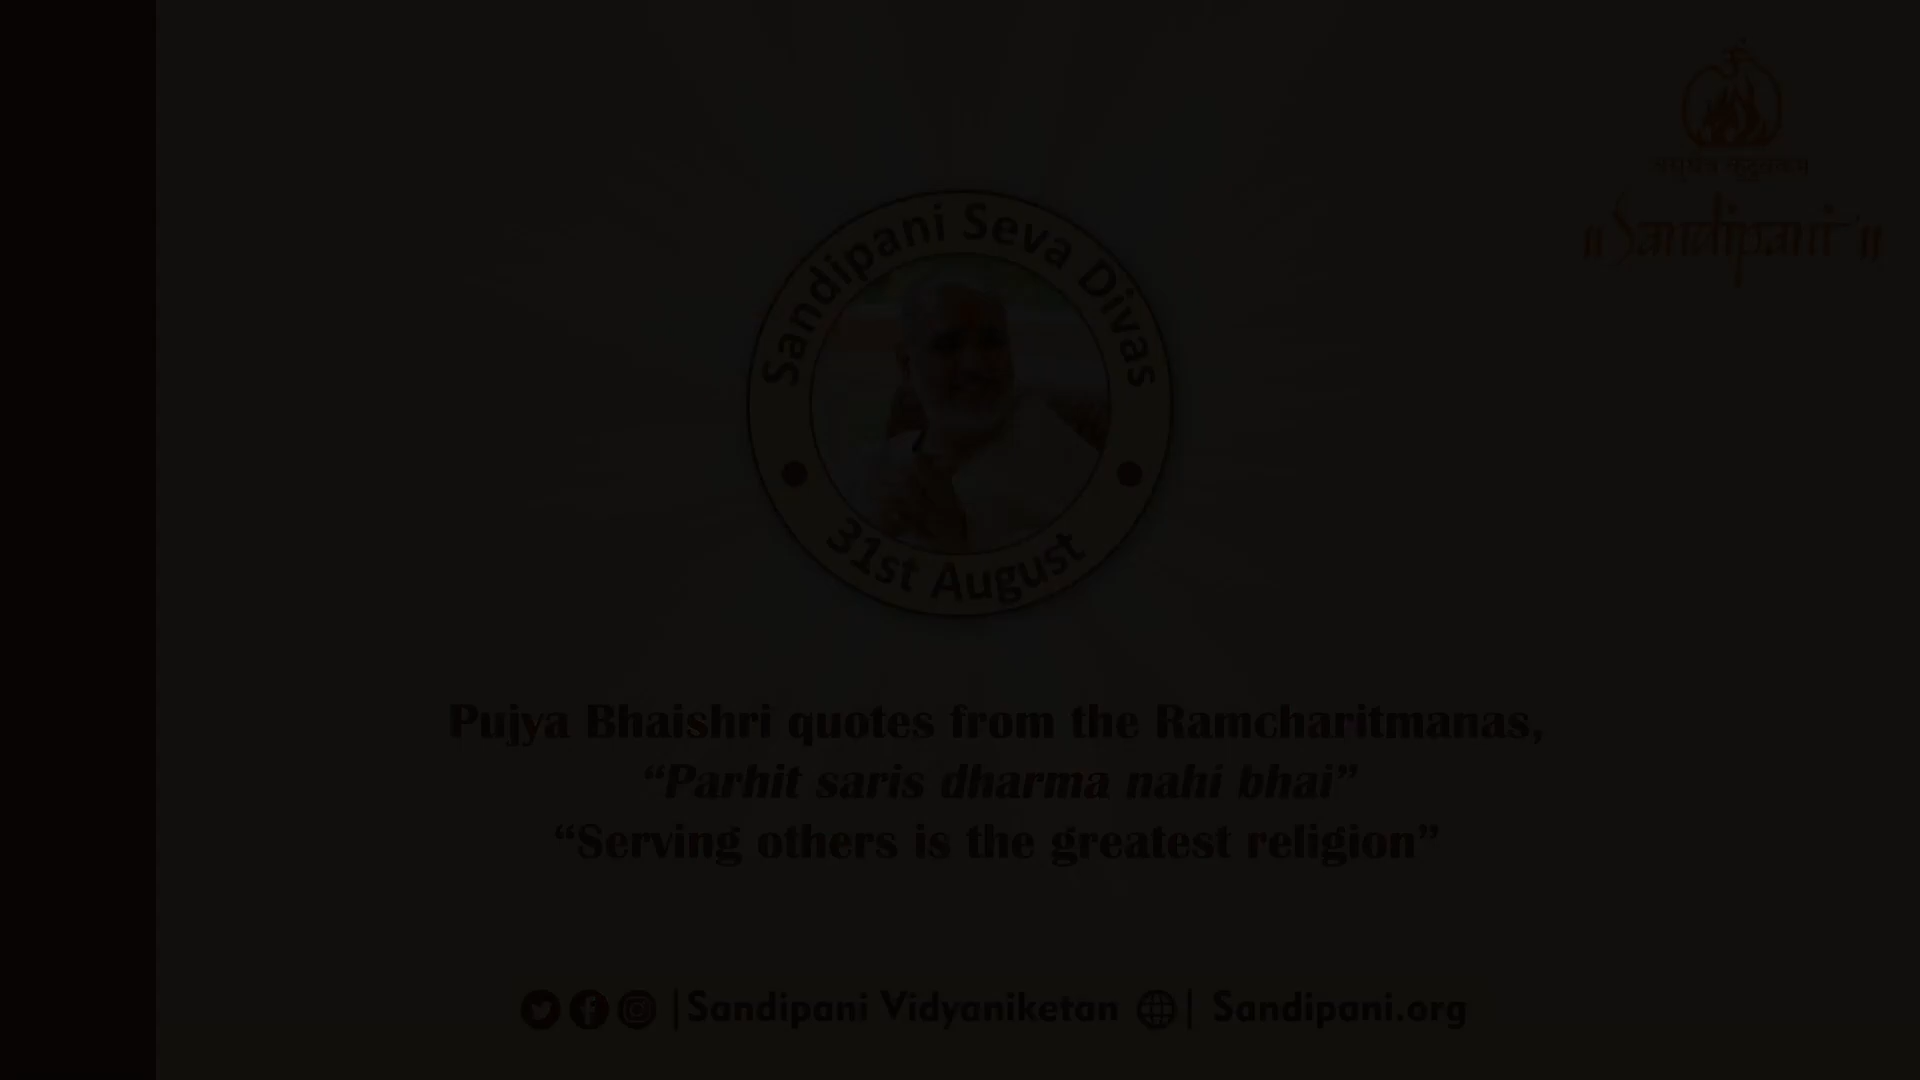 Sandipani Seva Divas
31st August
॥Sandipani॥
Pujya Bhaishri quotes from the Ramcharitmanas,
“Parhit saris dharma nahi bhai”
“Serving others is the greatest religion”
|Sandipani Vidyaniketan | Sandipani.org